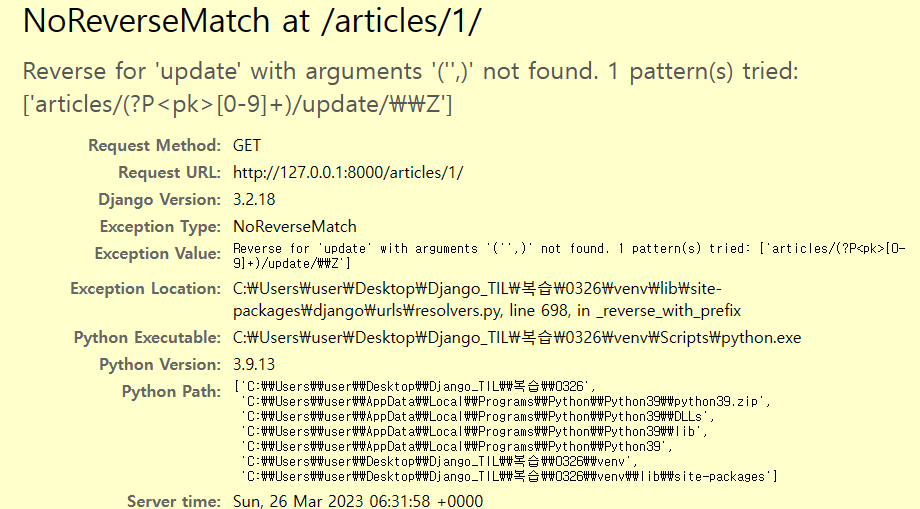 NoReverseMatch at /articles/1/
Reverse for 'update' with arguments '('',)' not found. 1 pattern(s) tried:
['articles/(?P<pk>[0-9]+)/update/₩₩Z']
Request Method: GET
Request URL: http://127.0.0.1:8000/articles/1/
Django Version: 3.2.18
Exception Type: NoReverseMatch
Exception Value: Reverse for 'update' with arguments '('',)' not found. 1 pattern(s) tried: ['articles/(?P<pk>[0-
9]+)/update/₩₩Z']
Exception Location: C:₩Users₩user₩Desktop₩Django_TIL₩복습₩0326₩venv₩lib₩site-
packages₩django₩urls₩resolvers.py, line 698, in _reverse_with_prefix
Python Executable: C:₩Users₩user₩Desktop₩Django_TIL₩복습₩0326₩venv₩Scripts₩python.exe
Python Version: 3.9.13
Python Path: ['C:₩₩Users₩₩user₩₩Desktop₩₩Django_TIL₩₩복습₩₩0326',
'C:₩₩Users₩₩user₩₩AppData₩₩Local₩₩Programs₩₩Python₩₩Python39₩₩python39.zip',
'C:₩₩Users₩₩user₩₩AppData₩₩Local₩₩Programs₩₩Python₩₩Python39₩₩DLLs',
'C:₩₩Users₩₩user₩₩AppData₩₩Local₩₩Programs₩₩Python₩₩Python39₩₩lib',
'C:₩₩Users₩₩user₩₩AppData₩₩Local₩₩Programs₩₩Python₩₩Python39',
'C:₩₩Users₩₩user₩₩Desktop₩₩Django_TIL₩₩복습₩₩0326₩₩venv',
'C:₩₩Users₩₩user₩₩Desktop₩₩Django_TIL₩₩복습₩₩0326₩₩venv₩₩lib₩₩site-packages']
Server time: Sun, 26 Mar 2023 06:31:58 +0000